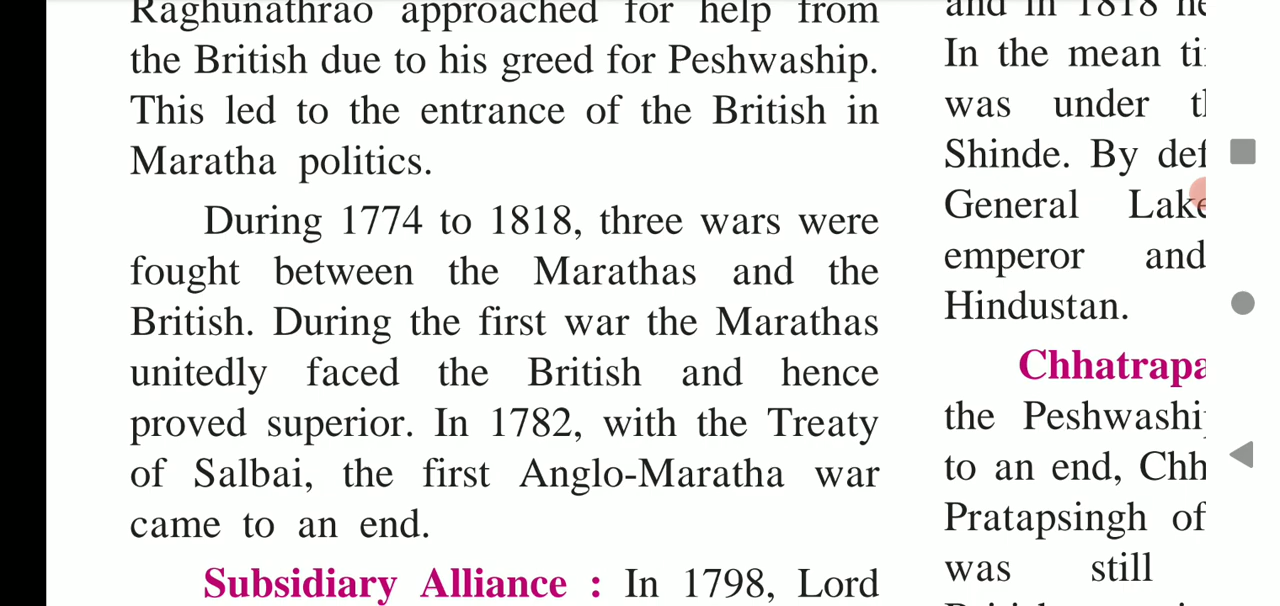 Raghunathrao approached for help from
the British due to his greed for Peshwaship.
This led to the entrance of the British in
Maratha politics.
During 1774 to 1818, three wars were
fought between the Marathas and the
British. During the first war the Marathas
unitedly faced the British and hence
proved superior. In 1782, with the Treaty
of Salbai, the first Anglo-Maratha war
came to an end.
Subsidiary Alliance : In 1798, Lord
and in 1818
In the mean
was under
Shinde. By
General Lake
emperor and
Hindustan.
the
to an end,
Pratapsingh of
was still